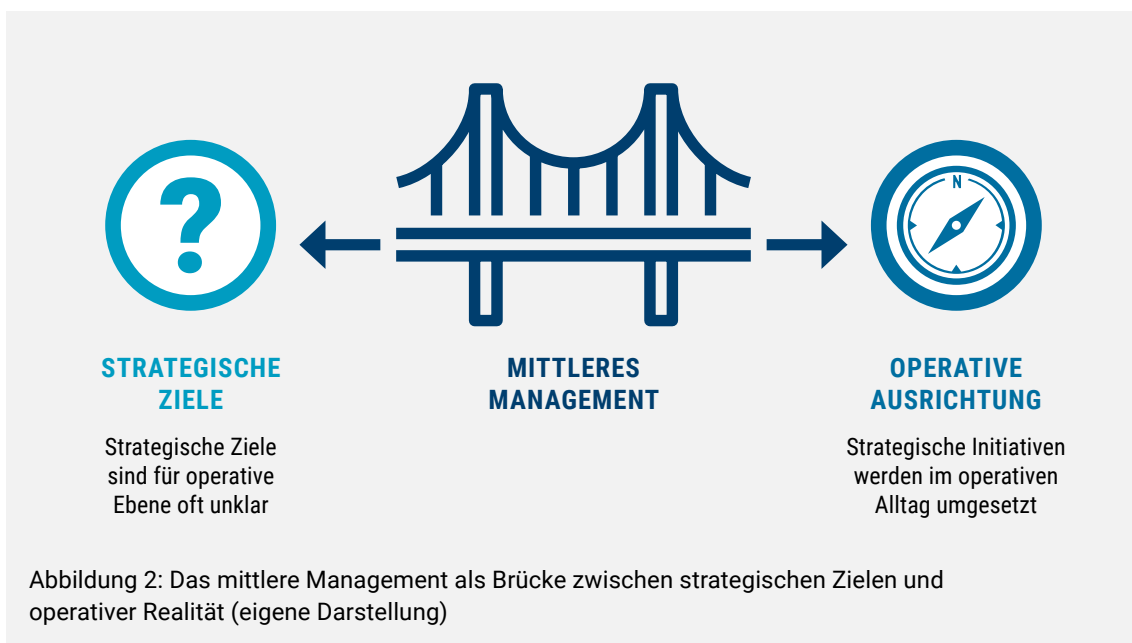 ?
N
STRATEGISCHE
ZIELE
Strategische Ziele
sind für operative
Ebene oft unklar
MITTLERES
MANAGEMENT
OPERATIVE
AUSRICHTUNG
Strategische Initiativen
werden im operativen
Alltag umgesetzt
Abbildung 2: Das mittlere Management als Brücke zwischen strategischen Zielen und
operativer Realität (eigene Darstellung)